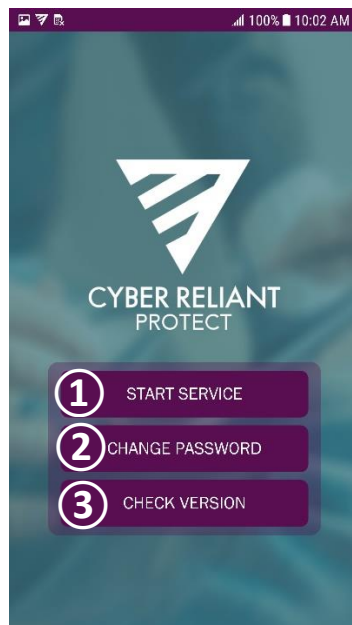 100% 10:02 AM
CYBER RELIANT
PROTECT
1 START SERVICE
2 CHANGE PASSWORD
3 CHECK VERSION